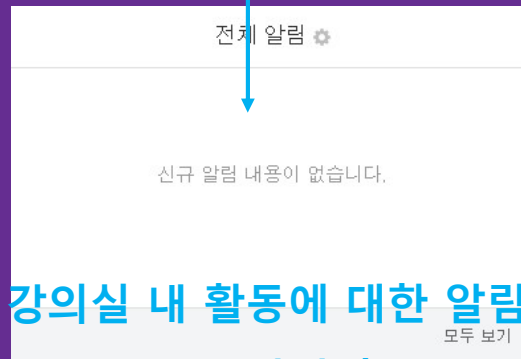 전체 알림
신규 알림 내용이 없습니다.
강의실 내 활동에 대한 알림
모두 보기